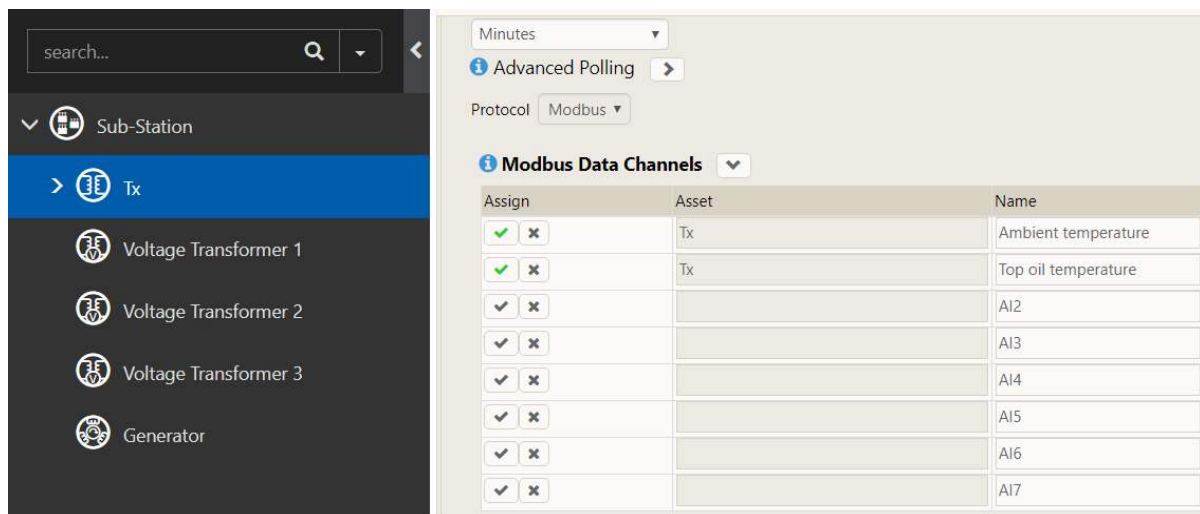 search...
Sub-Station
Tx
Voltage Transformer 1
Voltage Transformer 2
Voltage Transformer 3
Generator
Minutes
Advanced Polling
Protocol Modbus
Modbus Data Channels
Assign Asset Name
Tx Ambient temperature
Tx Top oil temperature
AI2
AI3
AI4
AI5
AI6
AI7